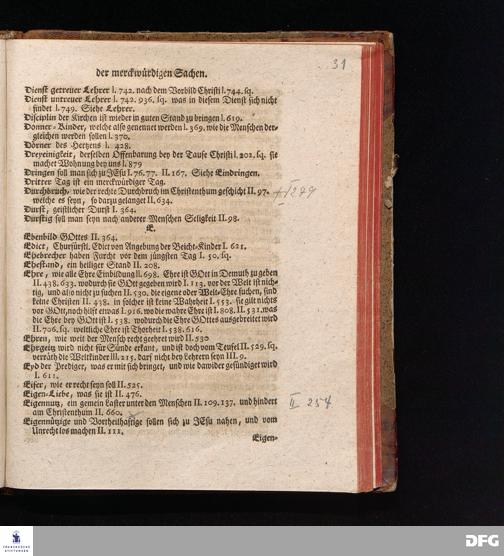 31
der merckwürdigen Sachen.
Dienst getreuer Lehrer I. 742. nach dem Vorbild Christi I. 744. sq.
Dienst untreuer Lehrer I. 742. 936. sq. was in diesem Dienst sich nicht
findet I. 749. Siehe Lehrer.
Disciplin der Kirchen ist wieder in guten Stand zu bringen I. 619.
Donner-Kinder, welche also genennet werden I. 369. wie die Menschen der-
gleichen werden sollen I. 370.
Dörner des Hertzens I. 428.
Dreyeinigkeit, derselben Offenbarung bey der Taufe Christi I. 202. sq. sie
machet Wohnung bey uns I. 879
Dringen soll man sich zu JEsu I. 76. 77. II. 167. Siehe Eindringen.
Dritter Tag ist ein merckwürdiger Tag.
Durchbruch, wie der rechte Durchbruch im Christenthum geschicht II. 97.
welche es seyn, so darzu gelanget II. 634.
Durst, geistlicher Durst I. 364.
Durstig soll man seyn nach anderer Menschen Seligkeit II. 98.
E.
Ebenbild GOttes II. 364.
Edict, Churfürstl. Edict von Angebung der Beicht-Kinder I. 621.
Ehebrecher haben Furcht vor dem jüngsten Tag I. 50. sq.
Ehestand, ein heiliger Stand II. 208.
Ehre, wie alle Ehre Einbildung II. 698. Ehre ist GOtt in Demuth zu geben
II. 438. 633. wodurch sie GOtt gegeben wird I. 113. vor der Welt ist nich-
tig, und also nicht zu suchen II. 530. die eigene oder Welt-Ehre suchen, sind
keine Christen II. 438. in solcher ist keine Wahrheit I. 553. sie gilt nichts
vor GOtt, noch hilft etwas I. 916. wo die wahre Ehre ist I. 808. II. 531. was
die Ehre bey GOtt ist I. 538. wodurch die Ehre GOttes ausgebreitet wird
II. 706. sq. weltliche Ehre ist Thorheit I. 538. 616.
Ehren, wie weit der Mensch recht geehret wird II. 530
Ehrgeitz wird nicht für Sünde erkant, und ist doch vom Teufel II. 529. sq.
verräth die Weltkinder III. 215. darf nicht bey Lehrern seyn III. 9.
Eyd der Prediger, was er mit sich bringet, und wie dawider gesündiget wird
I. 611.
Eifer, wie er recht seyn soll II. 525.
Eigen-Liebe, was sie ist II. 476.
Eigennutz, ein gemein Laster unter den Menschen II. 109. 137. und hindert
am Christenthum II. 660.
II 254
Eigennützige und Vortheilhaftige sollen sich zu JEsu nahen, und vom
Unrecht los machen II. 111.
Eigen-
FRANCKESCHE
STIFTUNGEN
DFG